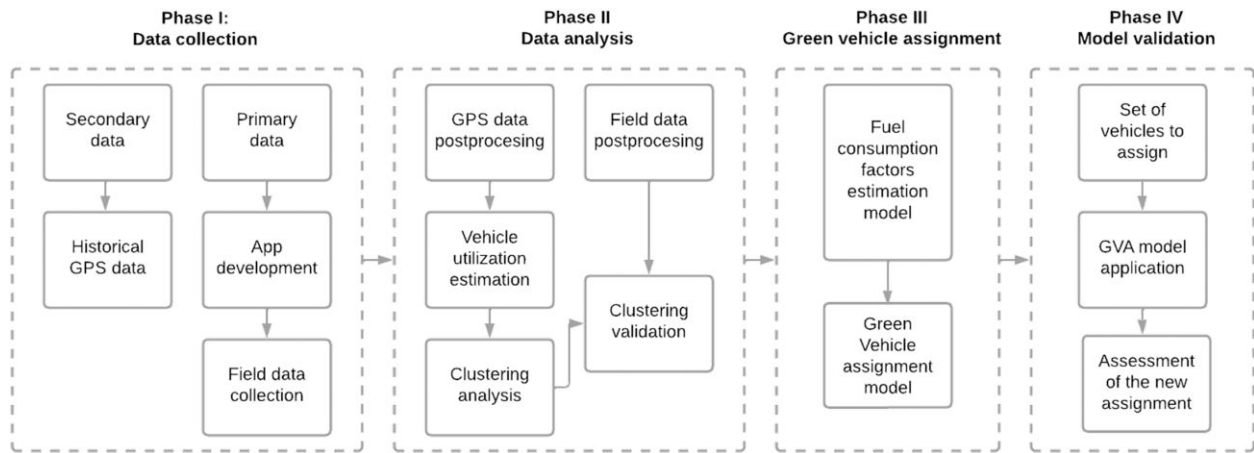 Phase I:
Data collection
Secondary
data
Primary
data
Historical
GPS data
App
development
Field data
collection
Phase II
Data analysis
GPS data
postprocesing
Field data
postprocesing
Vehicle
utilization
estimation
Clustering
validation
Clustering
analysis
Phase III
Green vehicle assignment
Fuel
consumption
factors
estimation
model
Green
Vehicle
assignment
model
Phase IV
Model validation
Set of
vehicles to
assign
GVA model
application
Assessment
of the new
assignment